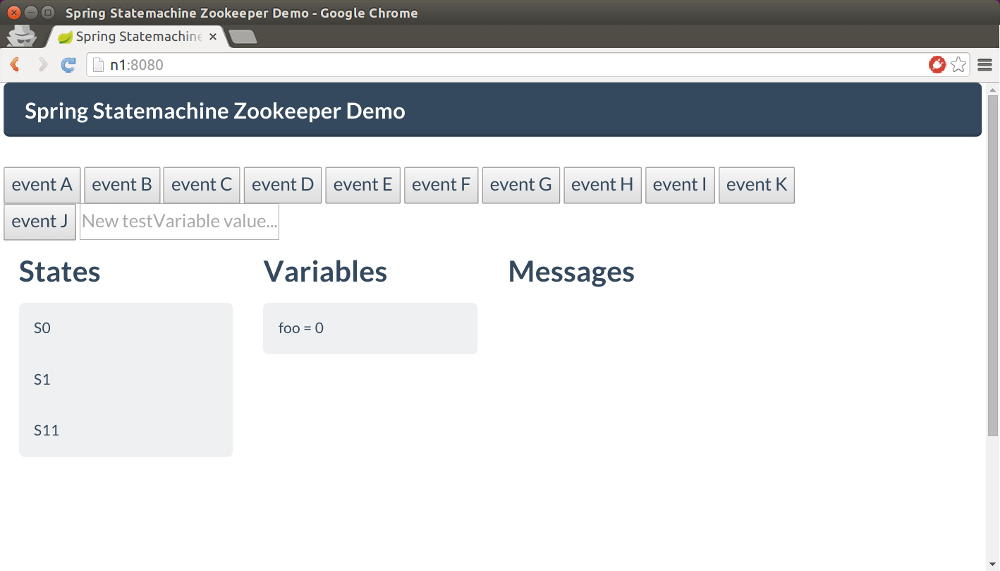 Spring Statemachine Zookeeper Demo - Google Chrome
Spring Statemachine
n1:8080
Spring Statemachine Zookeeper Demo
event A event B event C event D event E event F event G event H event I event K
event J New testVariable value...
States Variables Messages
S0 foo = 0
S1
S11